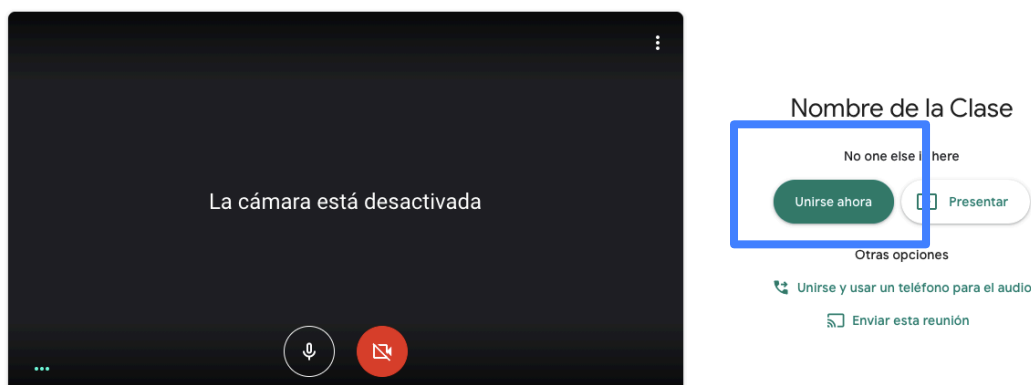 La cámara está desactivada
Nombre de la Clase
No one else i here
Unirse ahora
Presentar
Otras opciones
Unirse y usar un teléfono para el audio
Enviar esta reunión